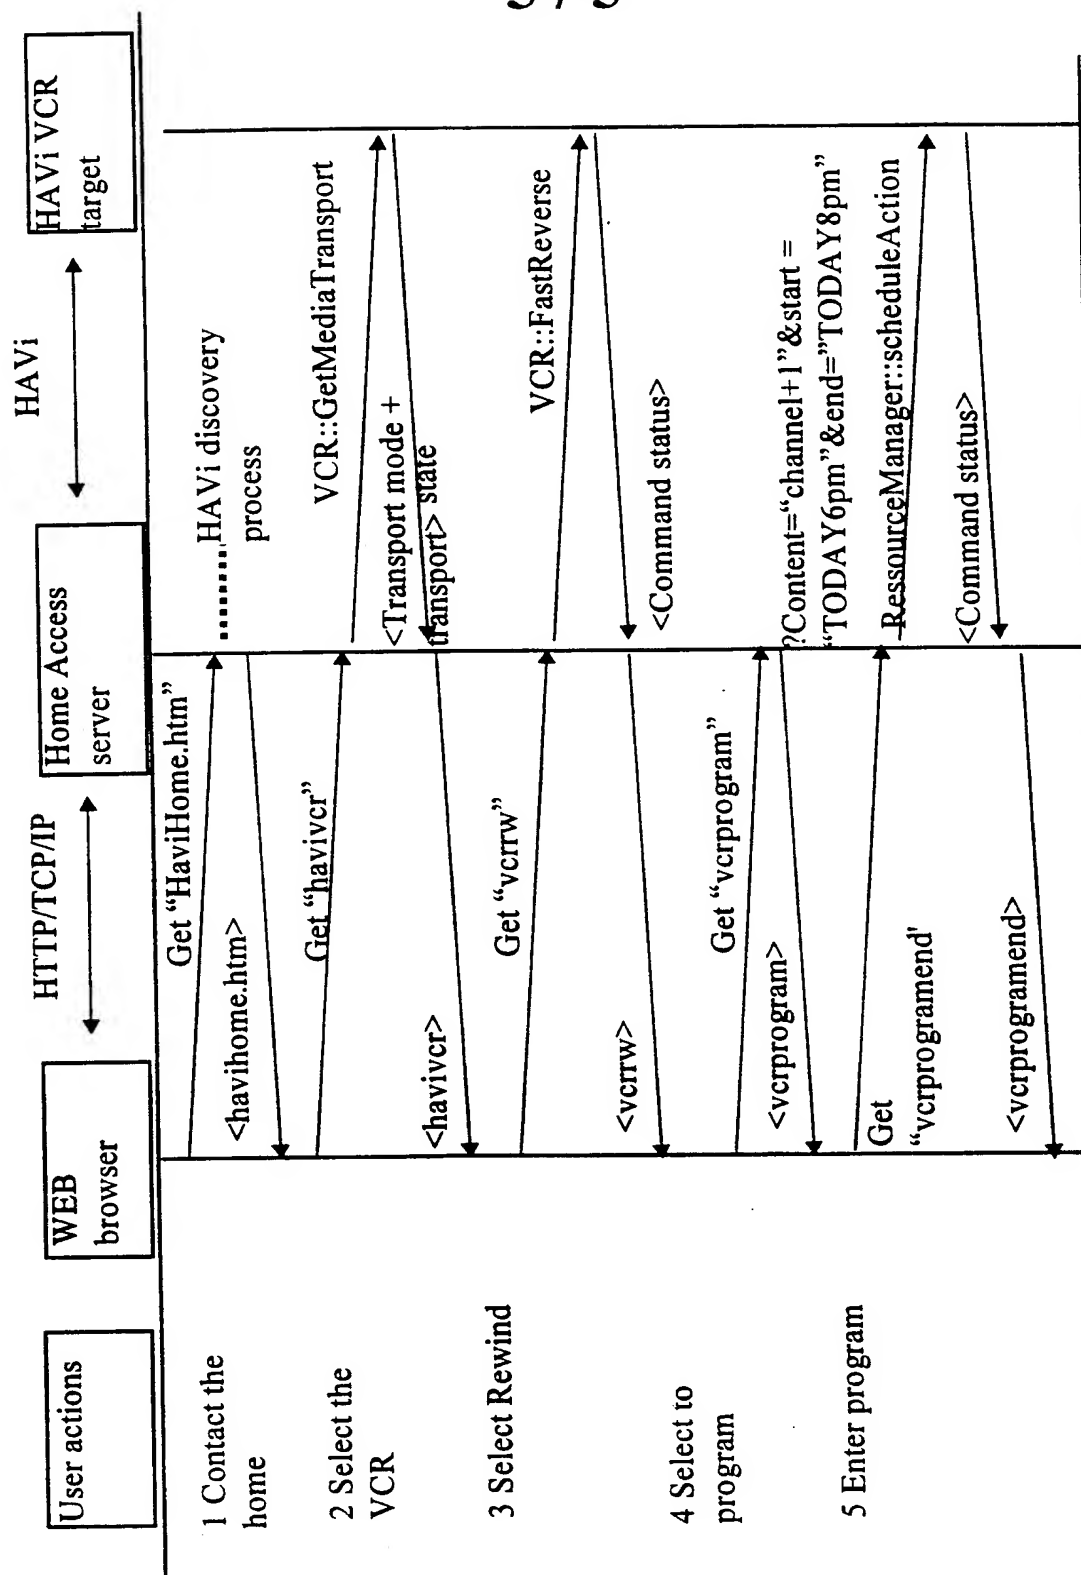 User actions
WEB
browser
HTTP/TCP/IP
Home Access
server
HAVi
HAVi VCR
target
1 Contact the
home
Get “HaviHome.htm”
<havihome.htm>
HAVi discovery
process
2 Select the
VCR
Get “havivcr”
VCR::GetMediaTransport
<Transport mode +
transport> state
<havivcr>
3 Select Rewind
Get “vcrrw”
VCR::FastReverse
<Command status>
<vcrrw>
4 Select to
program
Get “vcrprogram”
<vcrprogram>
5 Enter program
Get
“vcrprogramend'
?Content=“channel+1”&start =
“TODAY6pm”&end=“TODAY8pm”
RessourceManager::scheduleAction
<Command status>
<vcrprogramend>